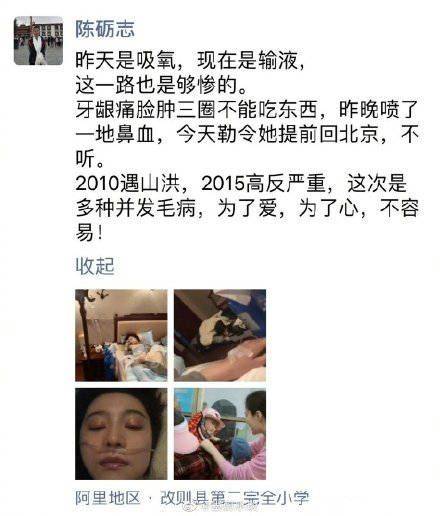 陈砺志
昨天是吸氧，现在是输液，
这一路也是够惨的。
牙龈痛脸肿三圈不能吃东西，昨晚喷了
一地鼻血，今天勒令她提前回北京，不
听。
2010遇山洪，2015高反严重，这次是
多种并发毛病，为了爱，为了心，不容
易！
收起
阿里地区·改则县第二完全小学